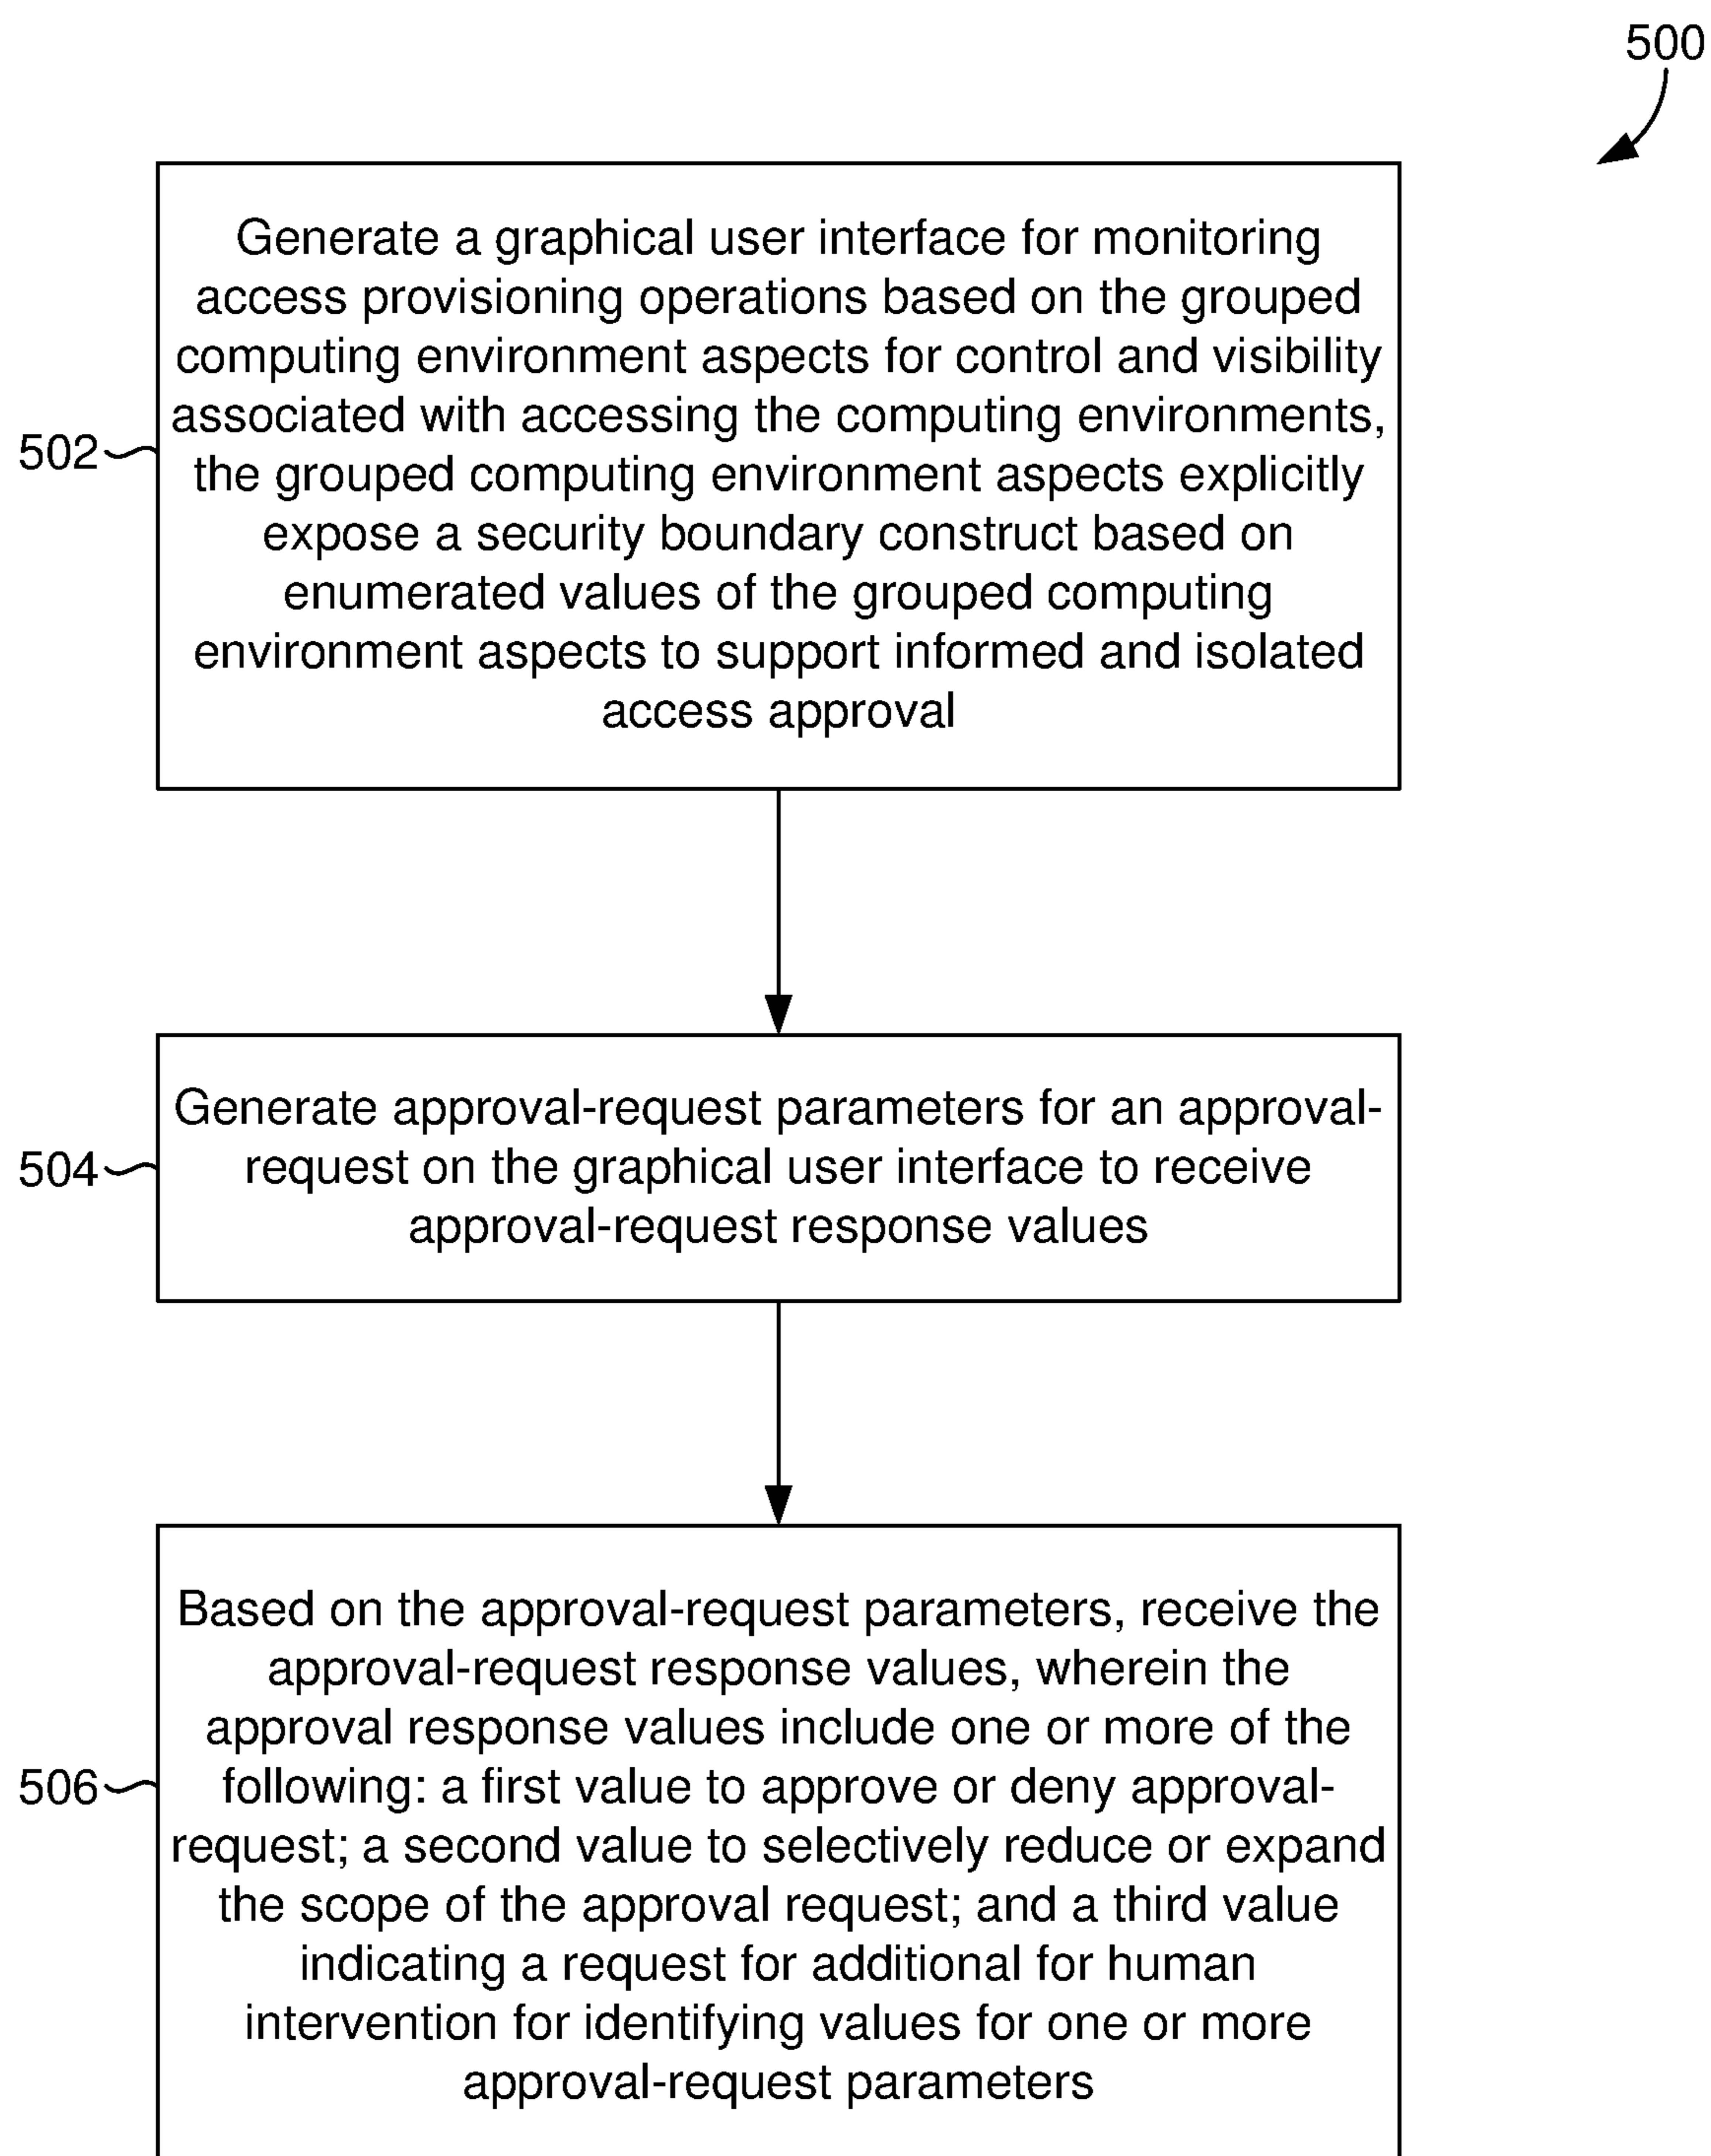 500
Generate a graphical user interface for monitoring
access provisioning operations based on the grouped
computing environment aspects for control and visibility
associated with accessing the computing environments,
the grouped computing environment aspects explicitly
expose a security boundary construct based on
enumerated values of the grouped computing
environment aspects to support informed and isolated
access approval
502
Generate approval-request parameters for an approval-
request on the graphical user interface to receive
approval-request response values
504
Based on the approval-request parameters, receive the
approval-request response values, wherein the
approval response values include one or more of the
following: a first value to approve or deny approval-
request; a second value to selectively reduce or expand
the scope of the approval request; and a third value
indicating a request for additional for human
intervention for identifying values for one or more
approval-request parameters
506